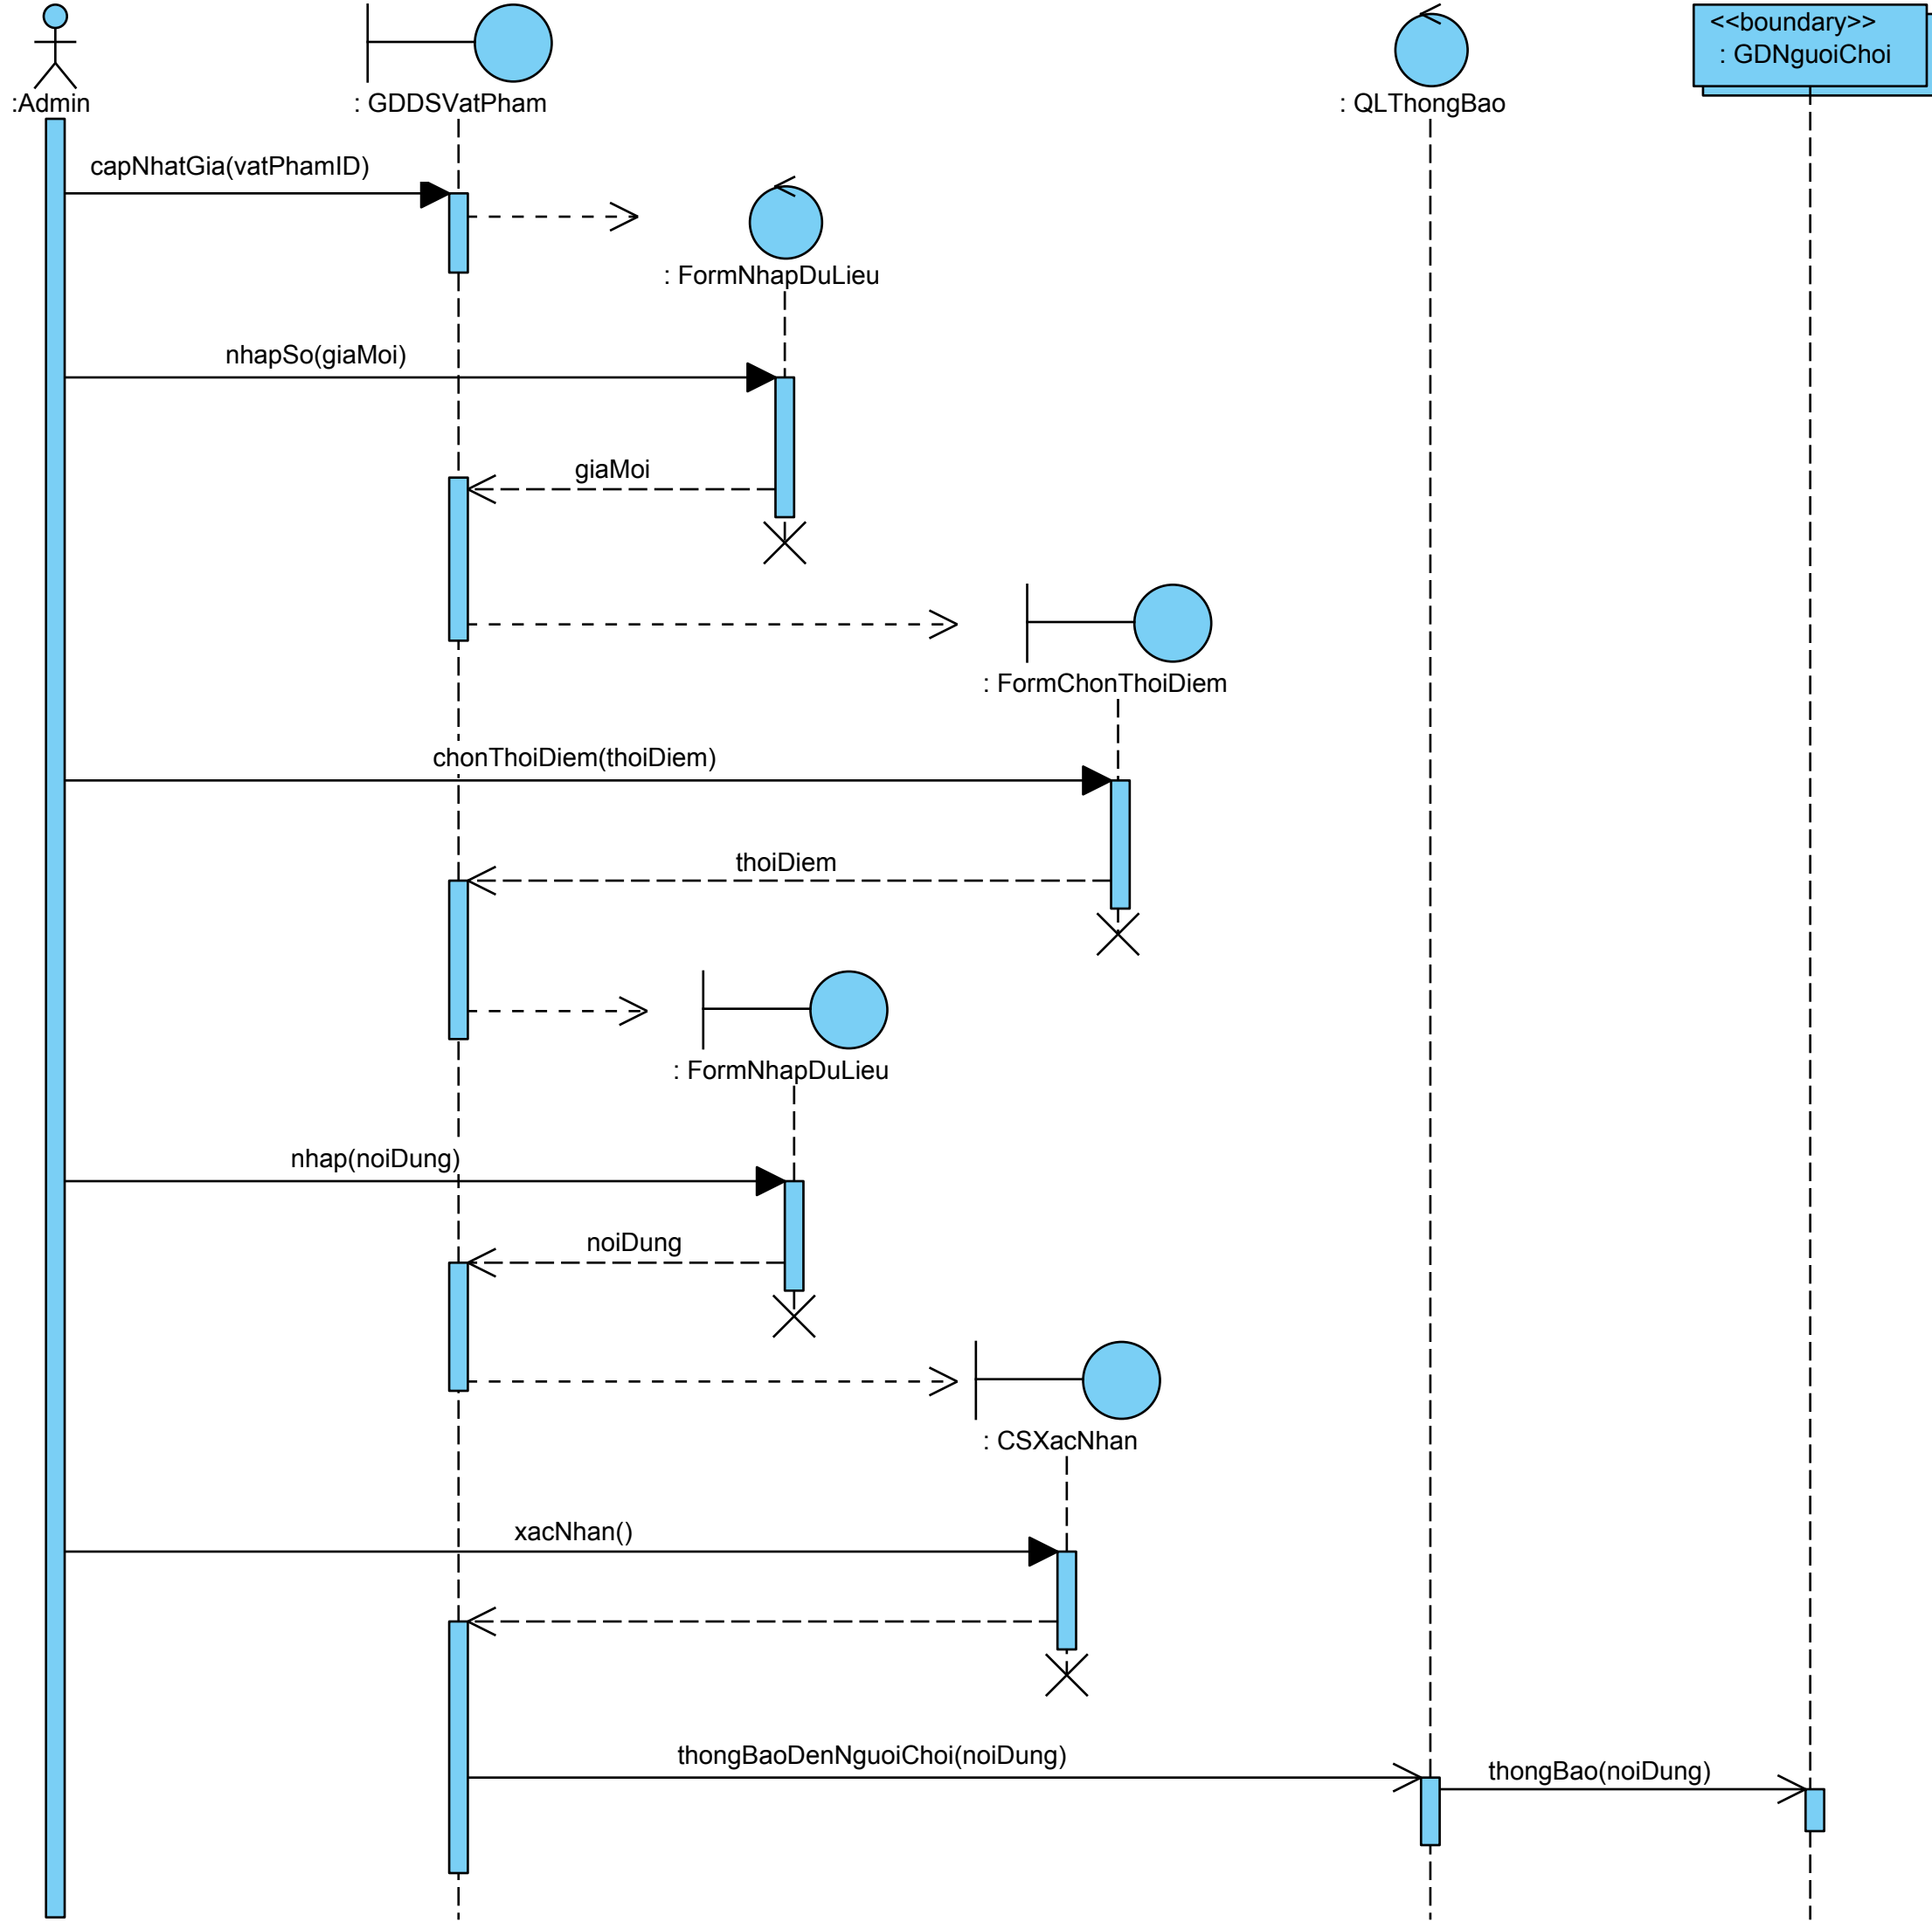 :Admin
: GDDSVatPham
: QLThongBao
<<boundary>>
: GDNguoiChoi
capNhatGia(vatPhamID)
: FormNhapDuLieu
nhapSo(giaMoi)
giaMoi
: FormChonThoiDiem
chonThoiDiem(thoiDiem)
thoiDiem
: FormNhapDuLieu
nhap(noiDung)
noiDung
: CSXacNhan
xacNhan()
thongBaoDenNguoiChoi(noiDung)
thongBao(noiDung)